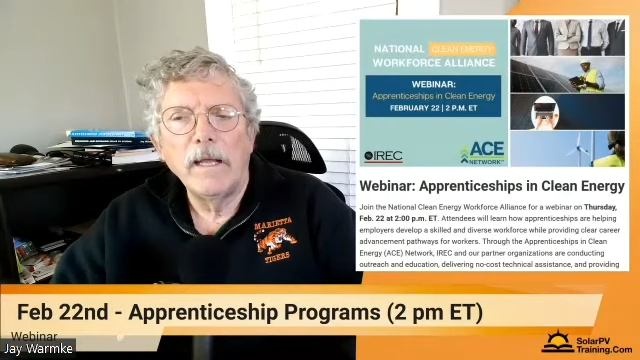 NATIONAL CLEAN ENERGY
WORKFORCE ALLIANCE
WEBINAR:
Apprenticeships in Clean Energy
FEBRUARY 22 | 2 P.M. ET
IREC
ACE
NETWORK
Webinar: Apprenticeships in Clean Energy
Join the National Clean Energy Workforce Alliance for a webinar on Thursday,
Feb. 22 at 2:00 p.m. ET. Attendees will learn how apprenticeships are helping
employers develop a skilled and diverse workforce while providing clear career
advancement pathways for workers. Through the Apprenticeships in Clean
Energy (ACE) Network, IREC and our partner organizations are conducting
outreach and education, delivering no-cost technical assistance, and providing
MARIETTA
TIGERS
Feb 22nd - Apprenticeship Programs (2 pm ET)
Webinar
Jay Warmke
SolarPV
Training.Com